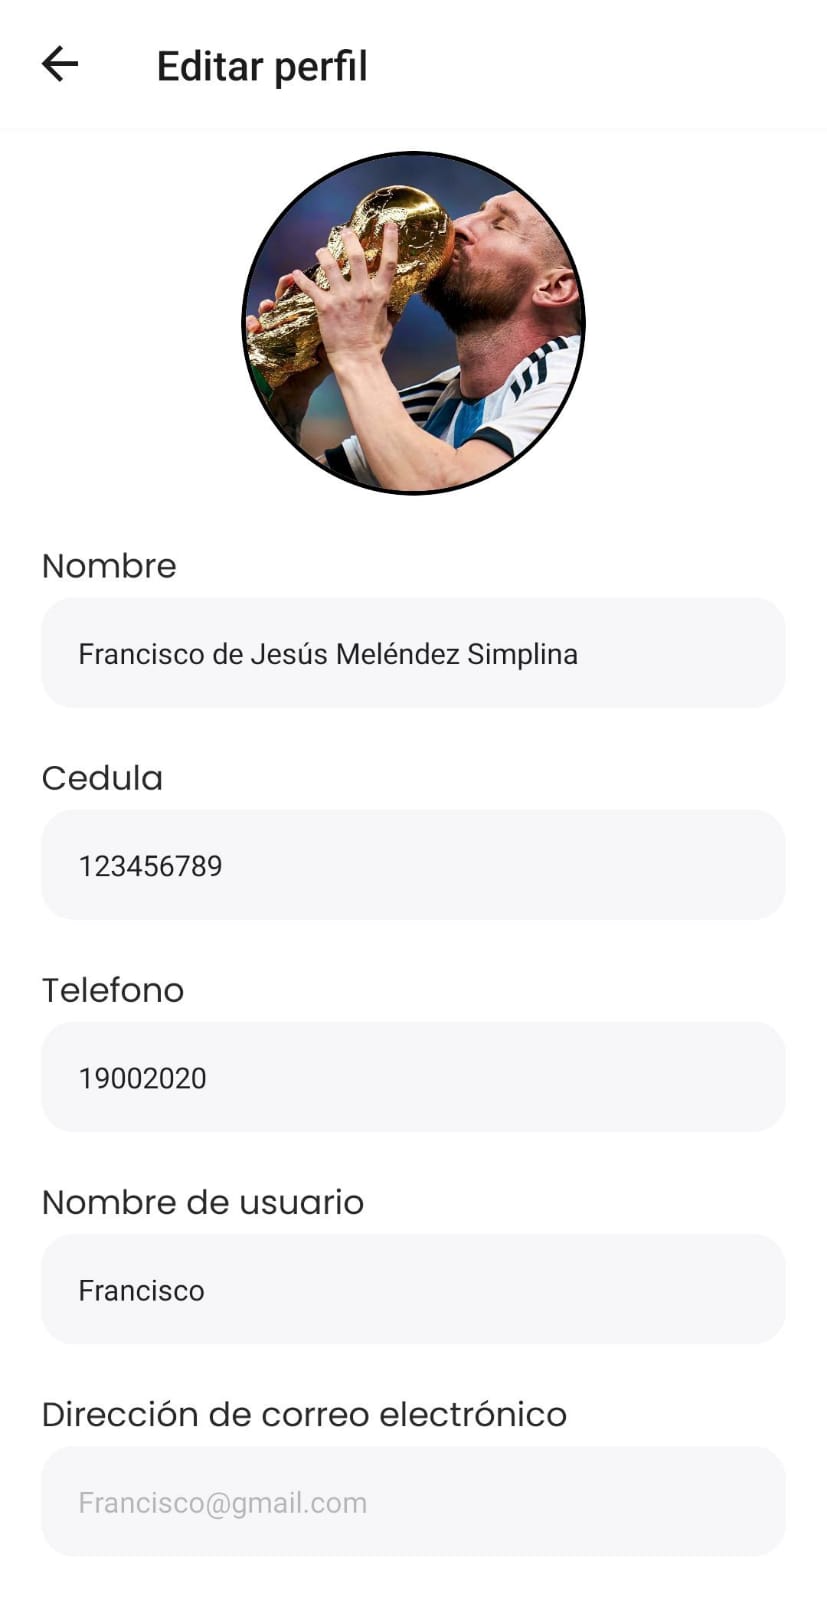 Editar perfil
Nombre
Francisco de Jesús Meléndez Simplina
Cedula
123456789
Telefono
19002020
Nombre de usuario
Francisco
Dirección de correo electrónico
Francisco@gmail.com